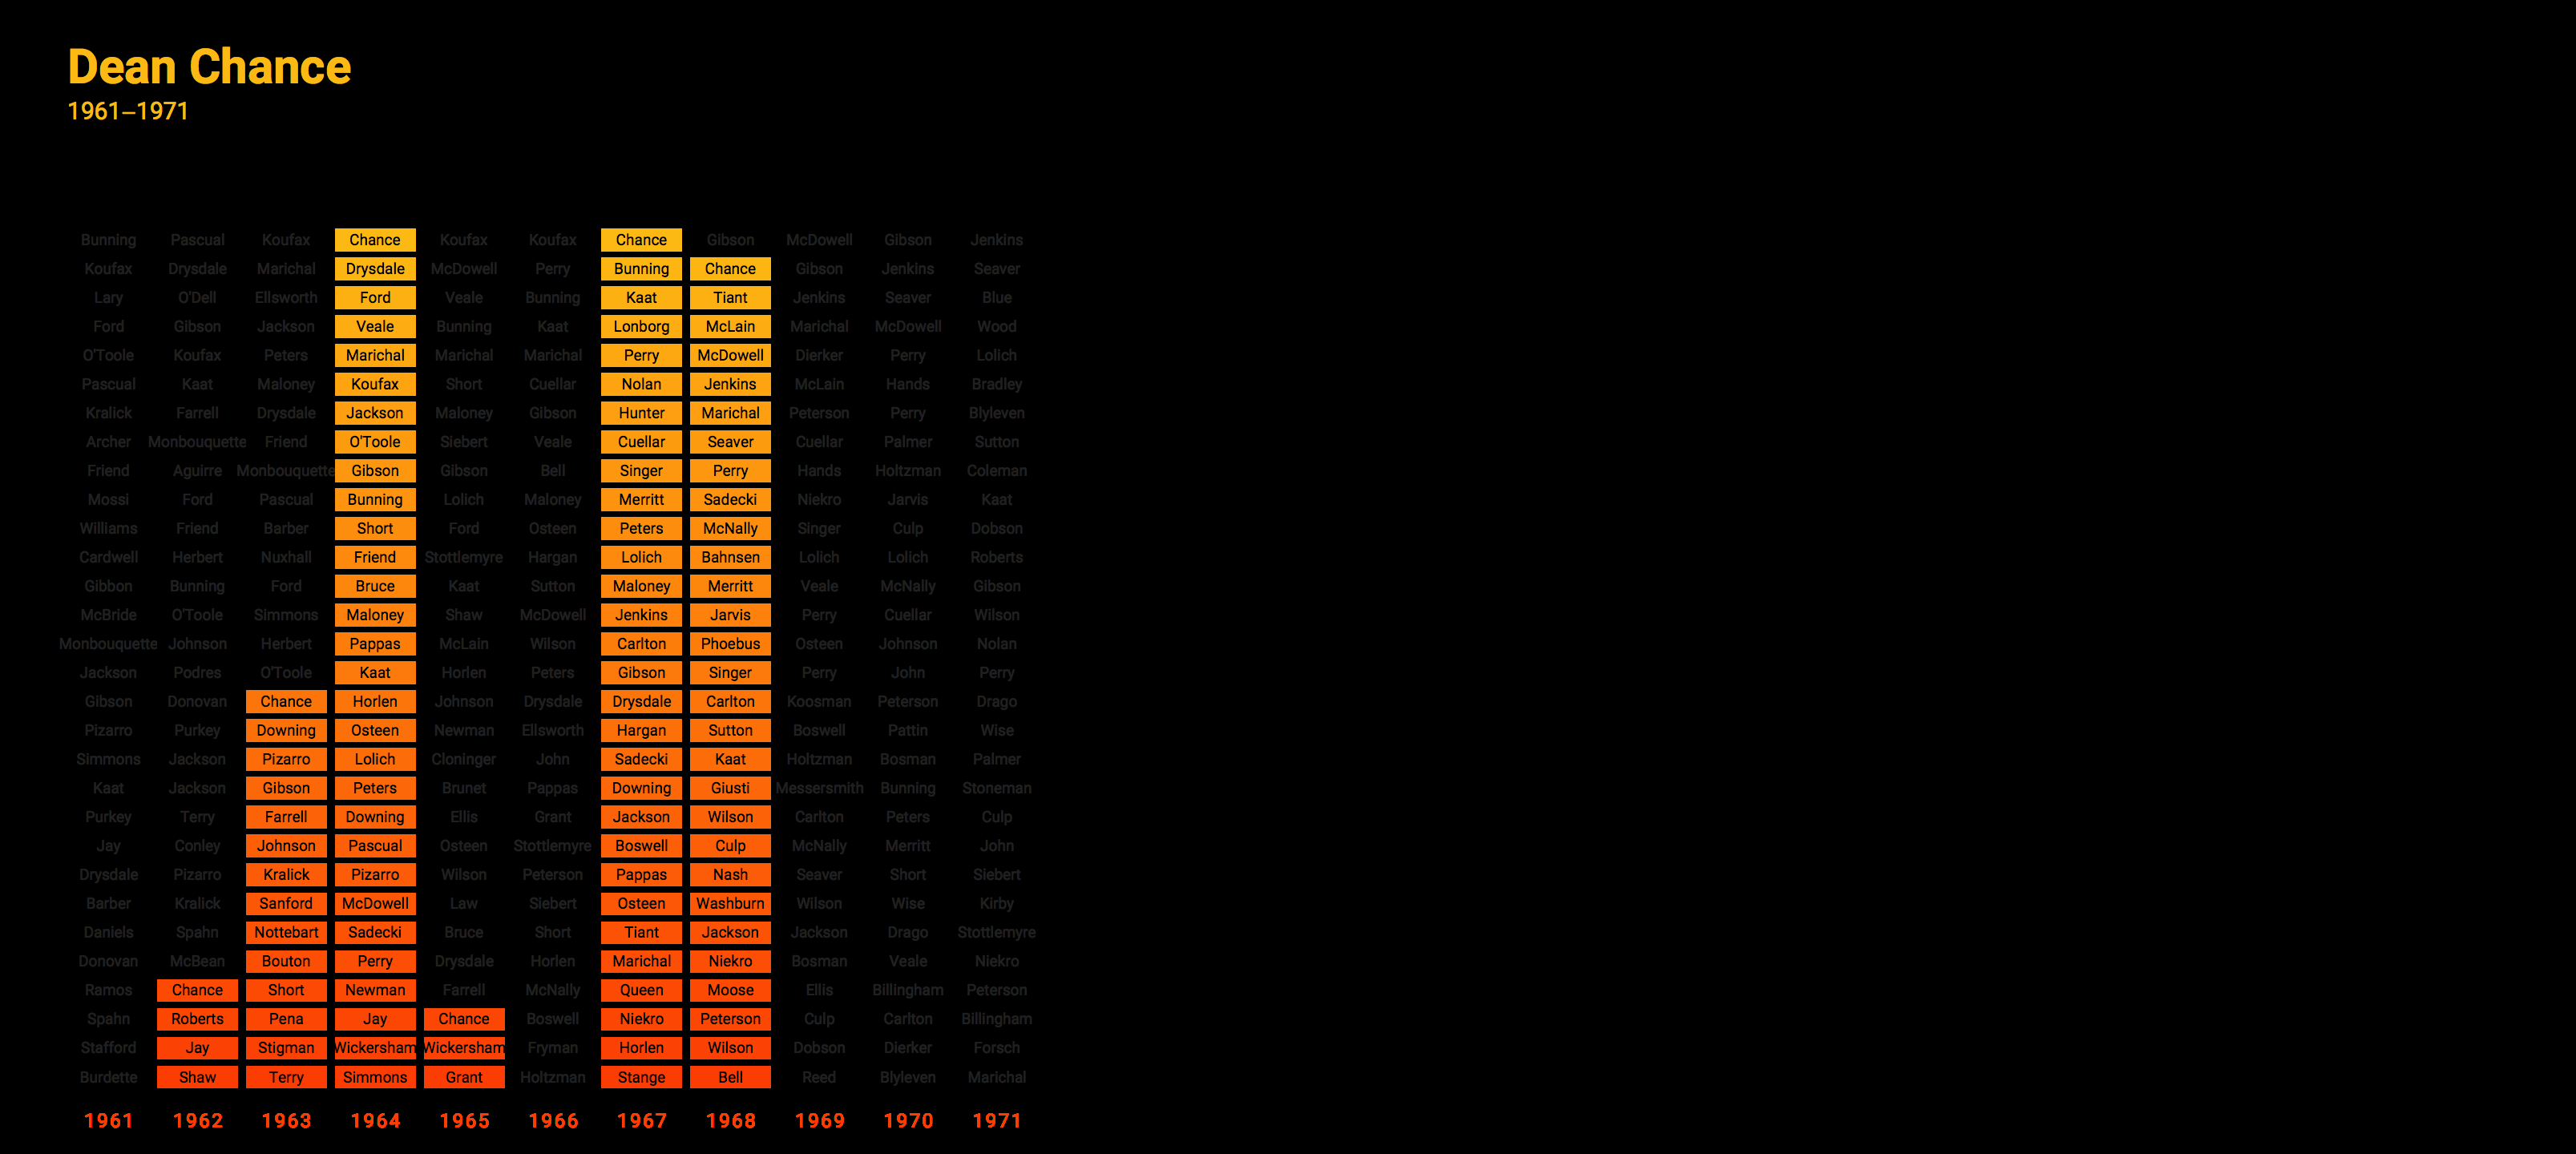 Dean Chance
1961–1971
Bunning Pascual Koufax Chance Koufax Koufax Chance Gibson McDowell Gibson Jenkins
Koufax Drysdale Marichal Drysdale McDowell Perry Bunning Chance Gibson Jenkins Seaver
Lary O'Dell Ellsworth Ford Veale Bunning Kaat Tiant Jenkins Seaver Blue
Ford Gibson Jackson Veale Bunning Kaat Lonborg McLain Marichal McDowell Wood
O'Toole Koufax Peters Marichal Marichal Marichal Perry McDowell Dierker Perry Lolich
Pascual Kaat Maloney Koufax Short Cuellar Nolan Jenkins McLain Hands Bradley
Kralick Farrell Drysdale Jackson Maloney Gibson Hunter Marichal Peterson Perry Blyleven
Archer Monbouquette Friend O'Toole Siebert Veale Cuellar Seaver Cuellar Palmer Sutton
Friend Aguirre Monbouquette Gibson Gibson Bell Singer Perry Hands Holtzman Coleman
Mossi Ford Pascual Bunning Lolich Maloney Merritt Sadecki Niekro Jarvis Kaat
Williams Friend Barber Short Ford Osteen Peters McNally Singer Culp Dobson
Cardwell Herbert Nuxhall Friend Stottlemyre Hargan Lolich Bahnsen Lolich Lolich Roberts
Gibbon Bunning Ford Bruce Kaat Sutton Maloney Merritt Veale McNally Gibson
McBride O'Toole Simmons Maloney Shaw McDowell Jenkins Jarvis Perry Cuellar Wilson
Monbouquette Johnson Herbert Pappas McLain Wilson Carlton Phoebus Osteen Johnson Nolan
Jackson Podres O'Toole Kaat Horlen Peters Gibson Singer Perry John Perry
Gibson Donovan Chance Horlen Johnson Drysdale Drysdale Carlton Koosman Peterson Drago
Pizarro Purkey Downing Osteen Newman Ellsworth Hargan Sutton Boswell Pattin Wise
Simmons Jackson Pizarro Lolich Cloninger John Sadecki Kaat Holtzman Bosman Palmer
Kaat Jackson Gibson Peters Brunet Pappas Downing Giusti Messersmith Bunning Stoneman
Purkey Terry Farrell Downing Ellis Grant Jackson Wilson Carlton Peters Culp
Jay Conley Johnson Pascual Osteen Stottlemyre Boswell Culp McNally Merritt John
Drysdale Pizarro Kralick Pizarro Wilson Peterson Pappas Nash Seaver Short Siebert
Barber Kralick Sanford McDowell Law Siebert Osteen Washburn Wilson Wise Kirby
Daniels Spahn Nottebart Sadecki Bruce Short Tiant Jackson Jackson Drago Stottlemyre
Donovan McBean Bouton Perry Drysdale Horlen Marichal Niekro Bosman Veale Niekro
Ramos Chance Short Newman Farrell McNally Queen Moose Ellis Billingham Peterson
Spahn Roberts Pena Jay Chance Boswell Niekro Peterson Culp Carlton Billingham
Stafford Jay Stigman Wickersham Wickersham Fryman Horlen Wilson Dobson Dierker Forsch
Burdette Shaw Terry Simmons Grant Holtzman Stange Bell Reed Blyleven Marichal
1961 1962 1963 1964 1965 1966 1967 1968 1969 1970 1971